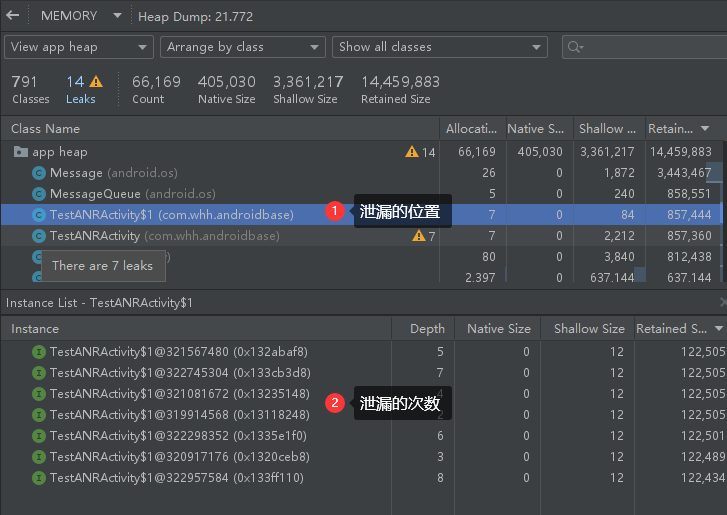 MEMORY Heap Dump: 21.772
View app heap Arrange by class Show all classes
791 14 66,169 405,030 3,361,217 14,459,883
Classes Leaks Count Native Size Shallow Size Retained Size
Class Name Allocati... Native S... Shallow ... Retain...
app heap 14 66,169 405,030 3,361,217 14,459,883
Message (android.os) 26 0 1,872 3,443,467
MessageQueue (android.os) 5 0 240 858,551
TestANRActivity$1 (com.whh.androidbase) 1 泄漏的位置 7 0 84 857,444
TestANRActivity (com.whh.androidbase) 7 7 0 2,212 857,360
80 0 3,840 812,438
There are 7 leaks
2,397 0 637,144 637,144
Instance List - TestANRActivity$1
Instance Depth Native Size Shallow Size Retained S...
TestANRActivity$1@321567480 (0x132abaf8) 5 0 12 122,505
TestANRActivity$1@322745304 (0x133cb3d8) 7 0 12 122,505
TestANRActivity$1@321081672 (0x13235148) 4 0 12 122,505
2 泄漏的次数
TestANRActivity$1@319914568 (0x13118248) 2 0 12 122,505
TestANRActivity$1@322298352 (0x1335e1f0) 6 0 12 122,501
TestANRActivity$1@320917176 (0x1320ceb8) 3 0 12 122,489
TestANRActivity$1@322957584 (0x133ff110) 8 0 12 122,434